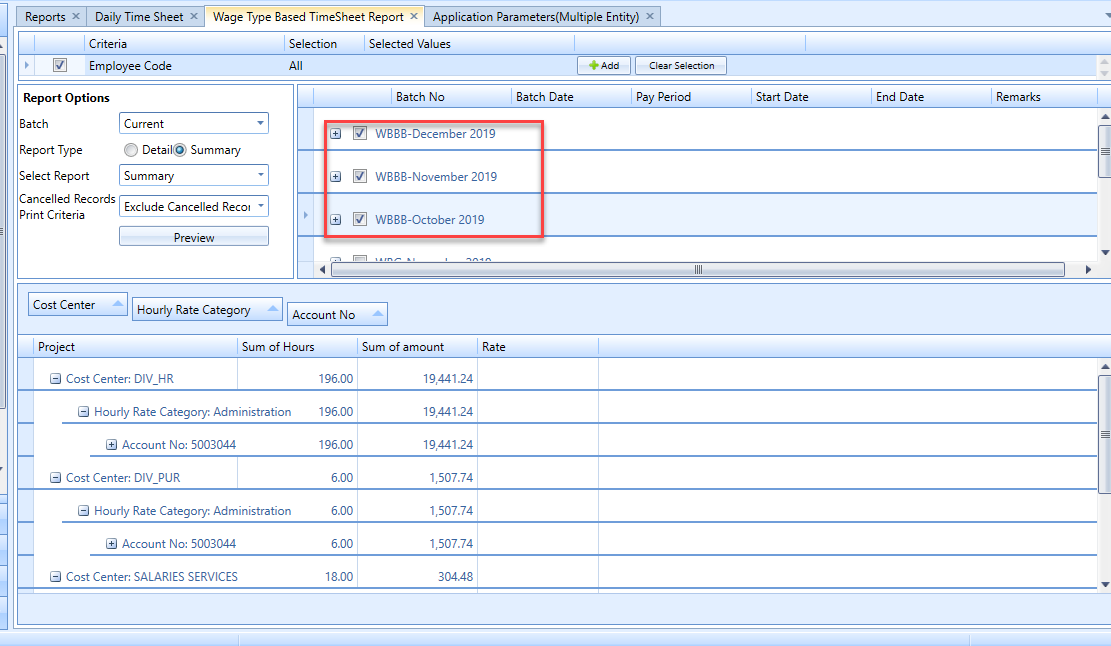 Reports Daily Time Sheet Wage Type Based TimeSheet Report Application Parameters(Multiple Entity)
Criteria Selection Selected Values
Employee Code All Add Clear Selection
Report Options
Batch Current
Report Type Detail Summary
Select Report Summary
Cancelled Records
Print Criteria Exclude Cancelled Recor
Preview
Batch No Batch Date Pay Period Start Date End Date Remarks
WBBB-December 2019
WBBB-November 2019
WBBB-October 2019
Cost Center Hourly Rate Category Account No
Project Sum of Hours Sum of amount Rate
Cost Center: DIV_HR 196.00 19,441.24
Hourly Rate Category: Administration 196.00 19,441.24
Account No: 5003044 196.00 19,441.24
Cost Center: DIV_PUR 6.00 1,507.74
Hourly Rate Category: Administration 6.00 1,507.74
Account No: 5003044 6.00 1,507.74
Cost Center: SALARIES SERVICES 18.00 304.48